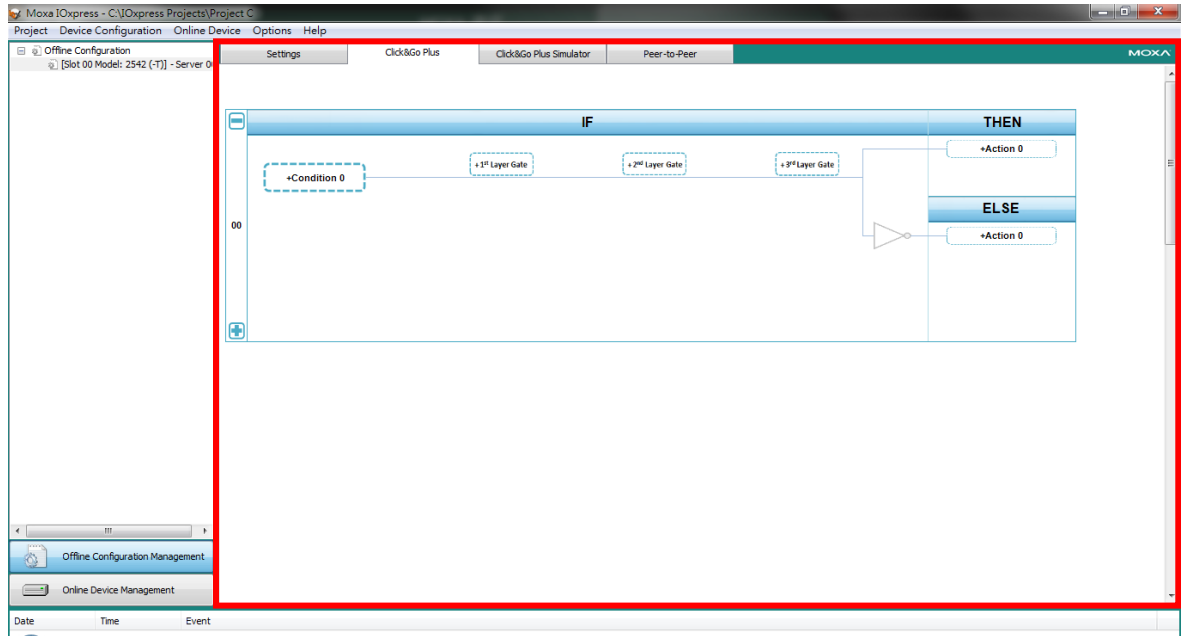 Moxa IOxpress - C:\IOxpress Projects\Project C
Project Device Configuration Online Device Options Help
Offline Configuration
[Slot 00 Model: 2542 (-T)] - Server 0
Settings Click&Go Plus Click&Go Plus Simulator Peer-to-Peer
MOXA
IF THEN
+Condition 0
+1st Layer Gate
+2nd Layer Gate
+3rd Layer Gate
+Action 0
ELSE
00
+Action 0
Offline Configuration Management
Online Device Management
Date Time Event